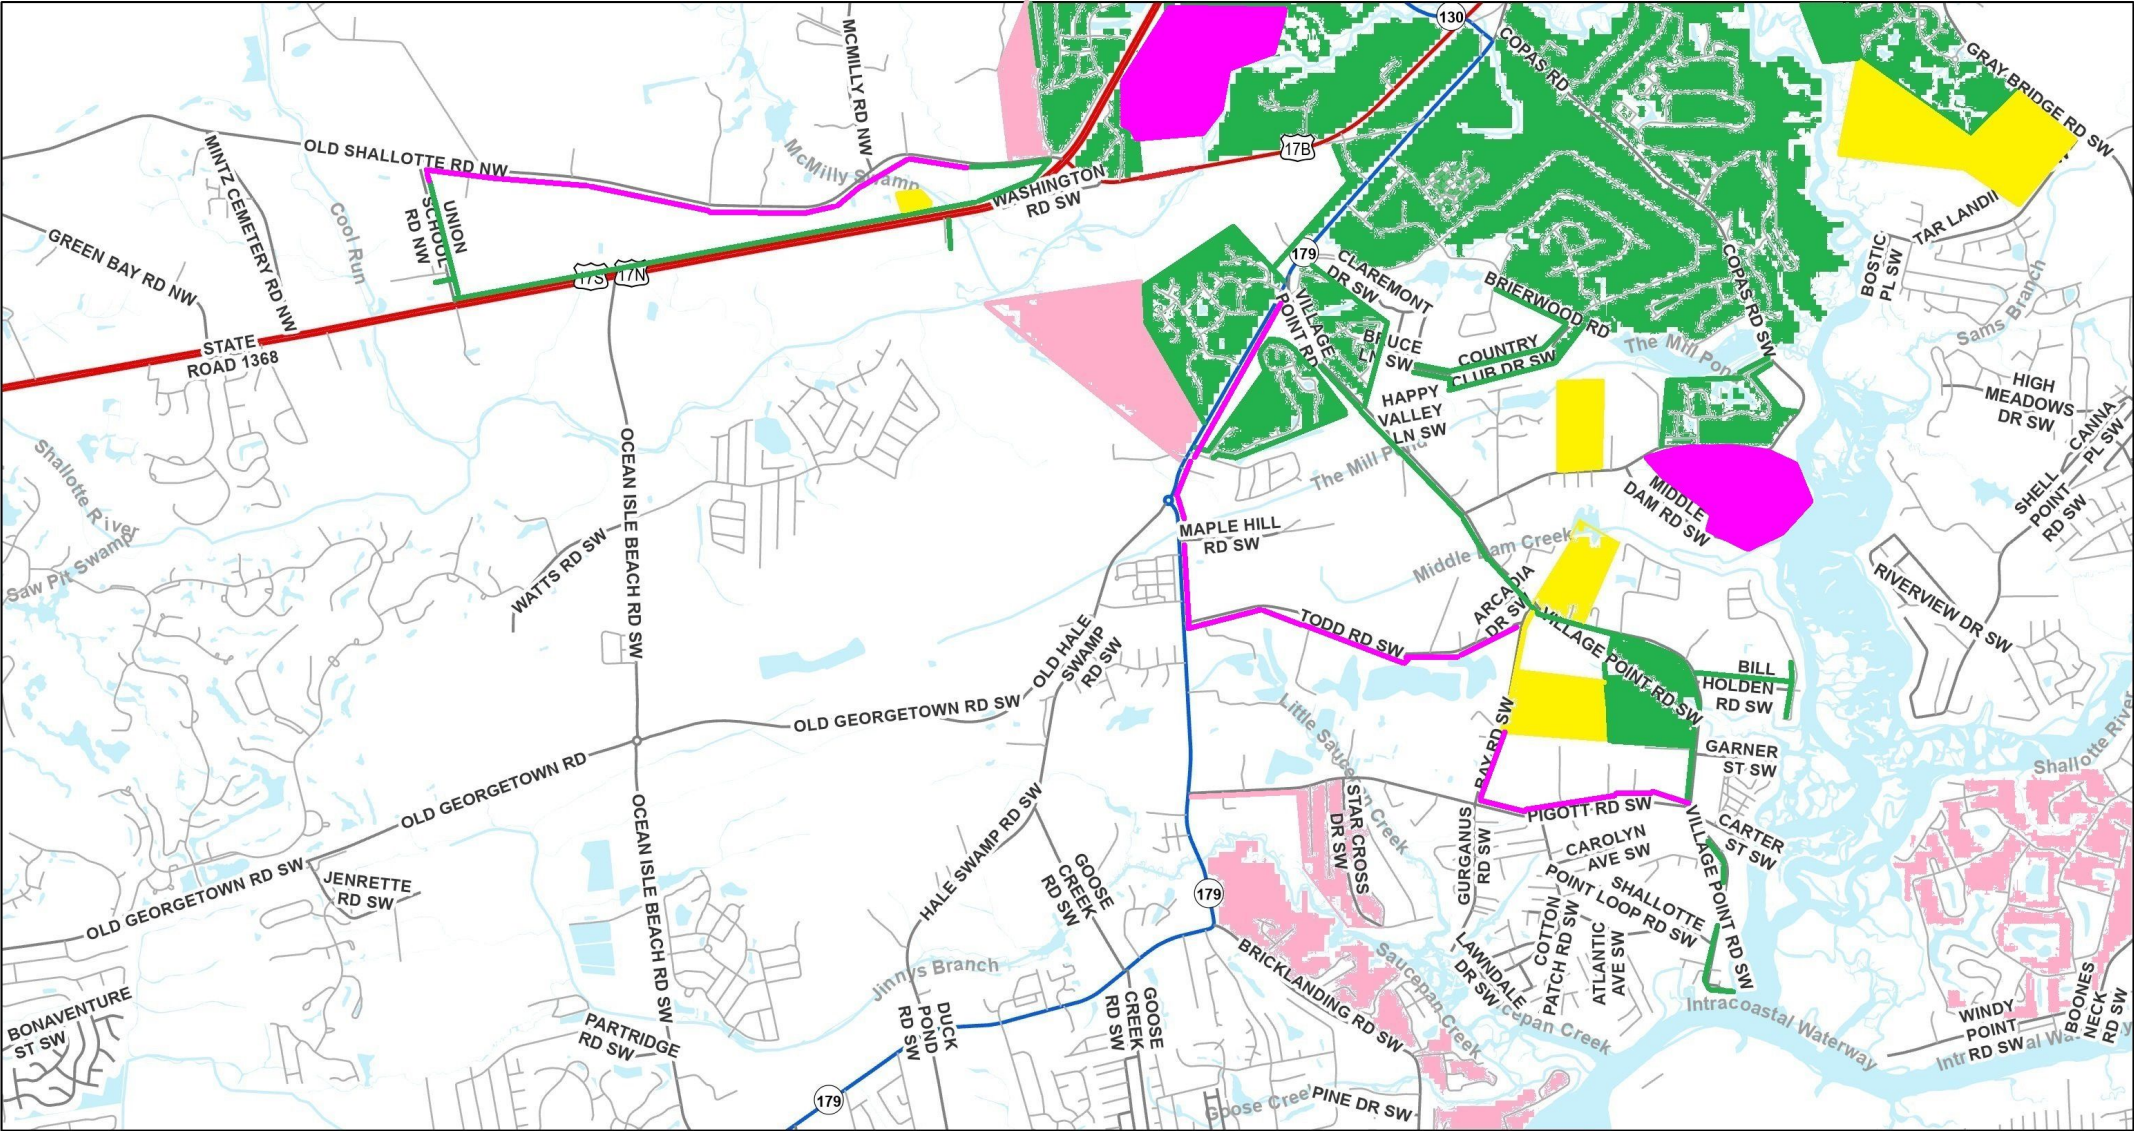 130
COPAS RD
GRAY BRIDGE RD SW
MCMILLY RD NW
McMilly Swamp
OLD SHALLOTTE RD NW
MINTZ CEMETERY RD NW
17B
WASHINGTON
RD SW
UNION
SCHOOL
RD NW
Cool Run
GREEN BAY RD NW
17S
17N
STATE
ROAD 1368
179
CLAREMONT
DR SW
VILLAGE
POINT RD
BRUCE
LN SW
BRIERWOOD RD
COUNTRY
CLUB DR SW
COPAS RD SW
The Mill Pond
HAPPY
VALLEY
LN SW
The Mill Pond
TAR LANDI
BOSTIC
PL SW
Sams Branch
HIGH
MEADOWS
DR SW
CANNA
PL SW
SHELL
POINT
RD SW
Shallotte River
Saw Pit Swamp
OCEAN ISLE BEACH RD SW
WATTS RD SW
MAPLE HILL
RD SW
MIDDLE
DAM RD SW
Middle Dam Creek
ARCADIA
DR SW
RIVERVIEW DR SW
TODD RD SW
VILLAGE POINT RD SW
BILL
HOLDEN
RD SW
OLD HALE
SWAMP
RD SW
OLD GEORGETOWN RD SW
OLD GEORGETOWN RD
Little Saucepan Creek
BAY RD SW
GARNER
ST SW
Shallotte River
OCEAN ISLE BEACH RD SW
HALE SWAMP RD SW
STAR CROSS
DR SW
PIGOTT RD SW
GURGANUS
RD SW
CAROLYN
AVE SW
CARTER
ST SW
VILLAGE POINT RD SW
SHALLOTTE
POINT LOOP RD SW
COTTON
PATCH RD SW
ATLANTIC
AVE SW
LAWNDALE
DR SW
JENRETTE
RD SW
OLD GEORGETOWN RD SW
GOOSE
CREEK
RD SW
179
BRICKLANDING RD SW
Saucepan Creek
Intracoastal Waterway
Jinnys Branch
BONAVENTURE
ST SW
PARTRIDGE
RD SW
DUCK
POND
RD SW
GOOSE
CREEK
RD SW
WINDY
POINT
RD SW
BOONES
NECK
RD SW
179
PINE DR SW